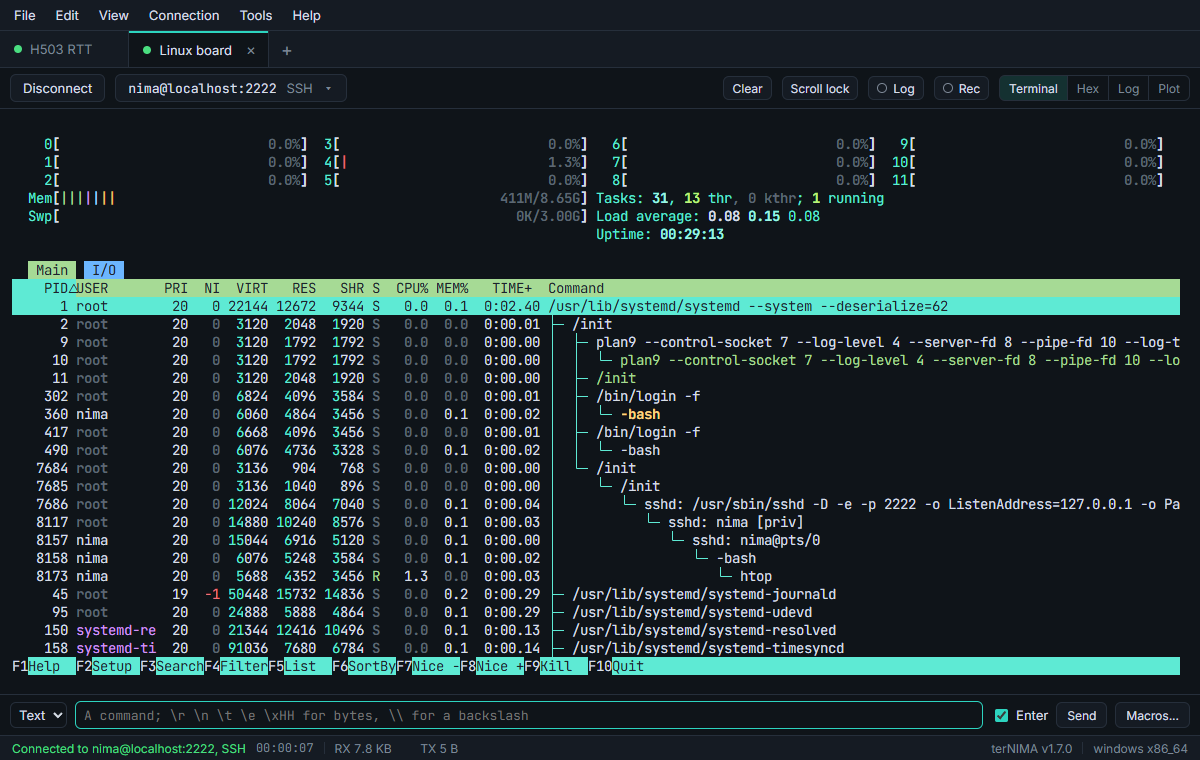 File Edit View Connection Tools Help
H503 RTT Linux board × +
Disconnect nima@localhost:2222 SSH Clear Scroll lock Log Rec Terminal Hex Log Plot
0[ 0.0%] 3[ 0.0%] 6[ 0.0%] 9[ 0.0%]
1[ 0.0%] 4[| 1.3%] 7[ 0.0%] 10[ 0.0%]
2[ 0.0%] 5[ 0.0%] 8[ 0.0%] 11[ 0.0%]
Mem[||||||| 411M/8.65G] Tasks: 31, 13 thr, 0 kthr; 1 running
Swp[ 0K/3.00G] Load average: 0.08 0.15 0.08
Uptime: 00:29:13
Main I/O
PID△USER PRI NI VIRT RES SHR S CPU% MEM% TIME+ Command
1 root 20 0 22144 12672 9344 S 0.0 0.1 0:02.40 /usr/lib/systemd/systemd --system --deserialize=62
2 root 20 0 3120 2048 1920 S 0.0 0.0 0:00.01 ├─ /init
9 root 20 0 3120 1792 1792 S 0.0 0.0 0:00.00 │ ├─ plan9 --control-socket 7 --log-level 4 --server-fd 8 --pipe-fd 10 --log-t
10 root 20 0 3120 1792 1792 S 0.0 0.0 0:00.00 │ │ └─ plan9 --control-socket 7 --log-level 4 --server-fd 8 --pipe-fd 10 --lo
11 root 20 0 3120 2048 1920 S 0.0 0.0 0:00.00 │ ├─ /init
302 root 20 0 6824 4096 3584 S 0.0 0.0 0:00.01 │ ├─ /bin/login -f
360 nima 20 0 6060 4864 3456 S 0.0 0.1 0:00.02 │ │ └─ -bash
417 root 20 0 6668 4096 3456 S 0.0 0.0 0:00.01 │ ├─ /bin/login -f
490 root 20 0 6076 4736 3328 S 0.0 0.1 0:00.02 │ │ └─ -bash
7684 root 20 0 3136 904 768 S 0.0 0.0 0:00.00 │ └─ /init
7685 root 20 0 3136 1040 896 S 0.0 0.0 0:00.00 │ └─ /init
7686 root 20 0 12024 8064 7040 S 0.0 0.1 0:00.04 │ └─ sshd: /usr/sbin/sshd -D -e -p 2222 -o ListenAddress=127.0.0.1 -o Pa
8117 root 20 0 14880 10240 8576 S 0.0 0.1 0:00.03 │ └─ sshd: nima [priv]
8157 nima 20 0 15044 6916 5120 S 0.0 0.1 0:00.00 │ └─ sshd: nima@pts/0
8158 nima 20 0 6076 5248 3584 S 0.0 0.1 0:00.02 │ └─ -bash
8173 nima 20 0 5688 4352 3456 R 1.3 0.0 0:00.03 │ └─ htop
45 root 19 -1 50448 15732 14836 S 0.0 0.2 0:00.29 ├─ /usr/lib/systemd/systemd-journald
95 root 20 0 24888 5888 4864 S 0.0 0.1 0:00.29 ├─ /usr/lib/systemd/systemd-udevd
150 systemd-re 20 0 21344 12416 10496 S 0.0 0.1 0:00.13 ├─ /usr/lib/systemd/systemd-resolved
158 systemd-ti 20 0 91036 7680 6784 S 0.0 0.1 0:00.14 ├─ /usr/lib/systemd/systemd-timesyncd
F1Help F2Setup F3SearchF4FilterF5List F6SortByF7Nice -F8Nice +F9Kill F10Quit
Text A command; \r \n \t \e \xHH for bytes, \\ for a backslash Enter Send Macros...
Connected to nima@localhost:2222, SSH 00:00:07 RX 7.8 KB TX 5 B terNIMA v1.7.0 windows x86_64